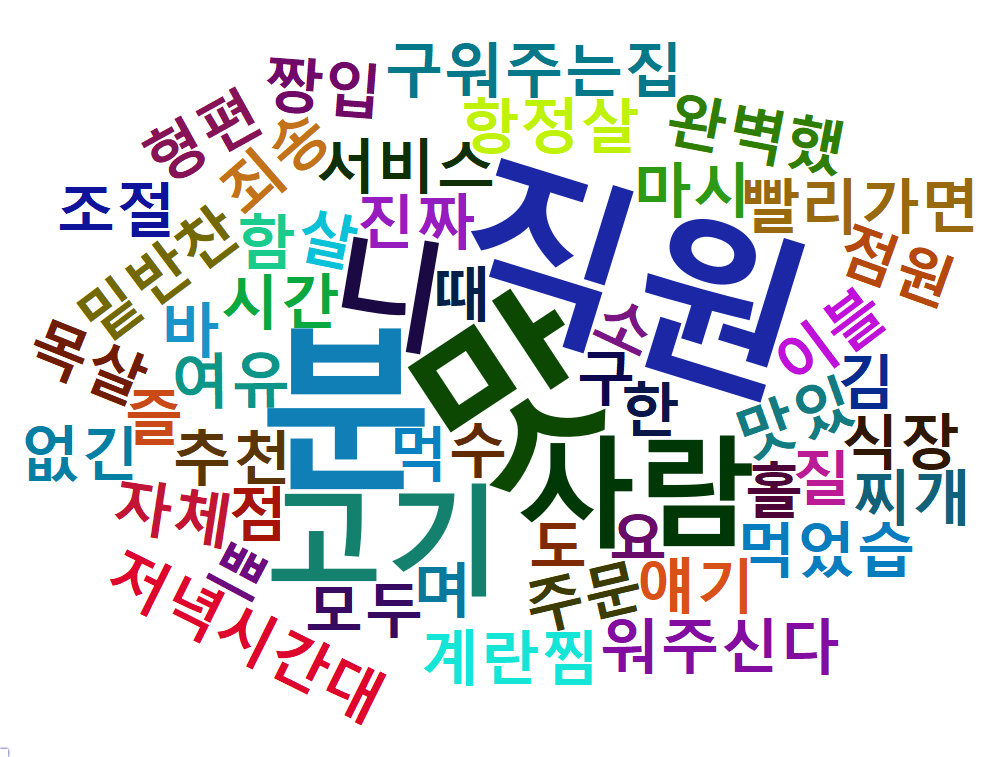 구워주는집
짱입
항정살
완벽했
형편
죄송
서비스
마시
빨리가면
조절
진짜
직원
함
살
점원
밑반찬
니
때
시간
바
소
이블
목살
여유
분
맛
구
김
한
즐
맛있
없긴
추천
먹
수
사람
식장
질
홀
찌개
자체
점
고기
도
요
먹었습
쁘
저녁시간대
모두
며
주문
얘기
계란찜
워주신다